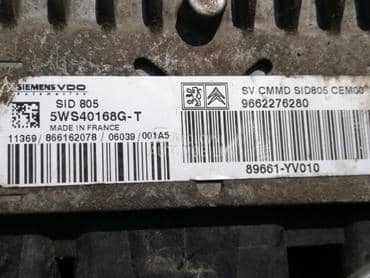 SIEMENS VDO
Automotive
SID 805
5WS40168G-T
MADE IN FRANCE
11369/866162078/06039/001A5
SV CMMD SID805 CEM00
9662276280
89661-YV010